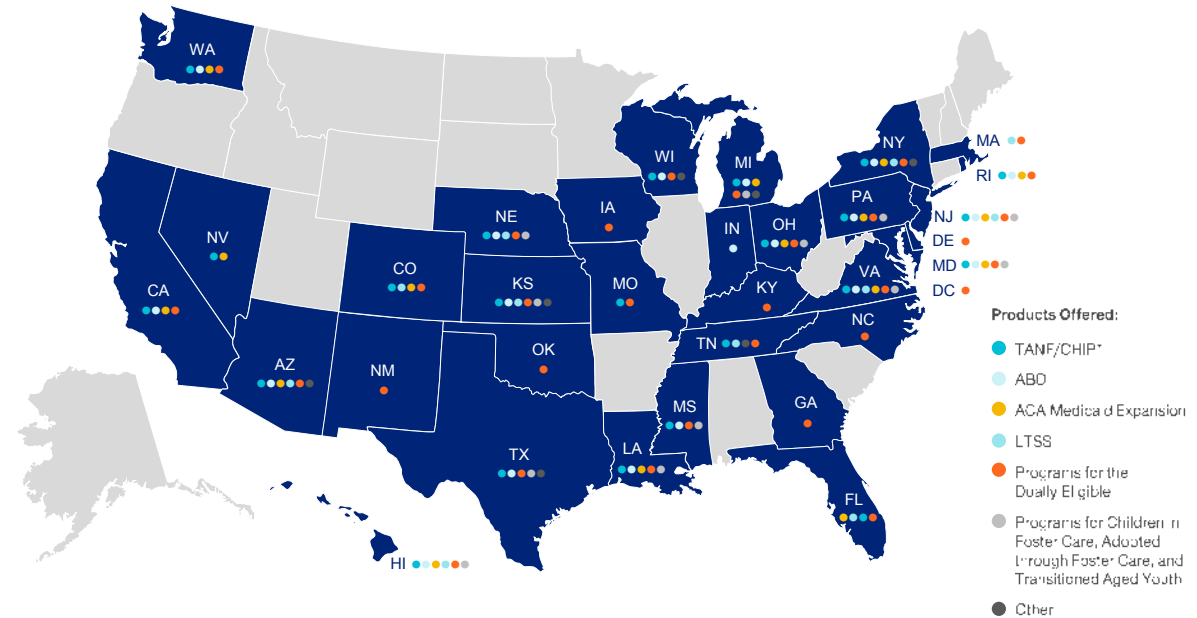 WA
NV
CA
AZ
CO
NM
NE
KS
OK
TX
IA
MO
WI
MI
IN
OH
KY
TN
MS
LA
GA
FL
NC
VA
PA
NY
MA
RI
NJ
DE
MD
DC
HI
Products Offered:
TANF/CHIP*
ABD
ACA Medicaid Expansion
LTSS
Programs for the
Dually Eligible
Programs for Children in
Foster Care, Adopted
through Foster Care, and
Transitioned Aged Youth
Other